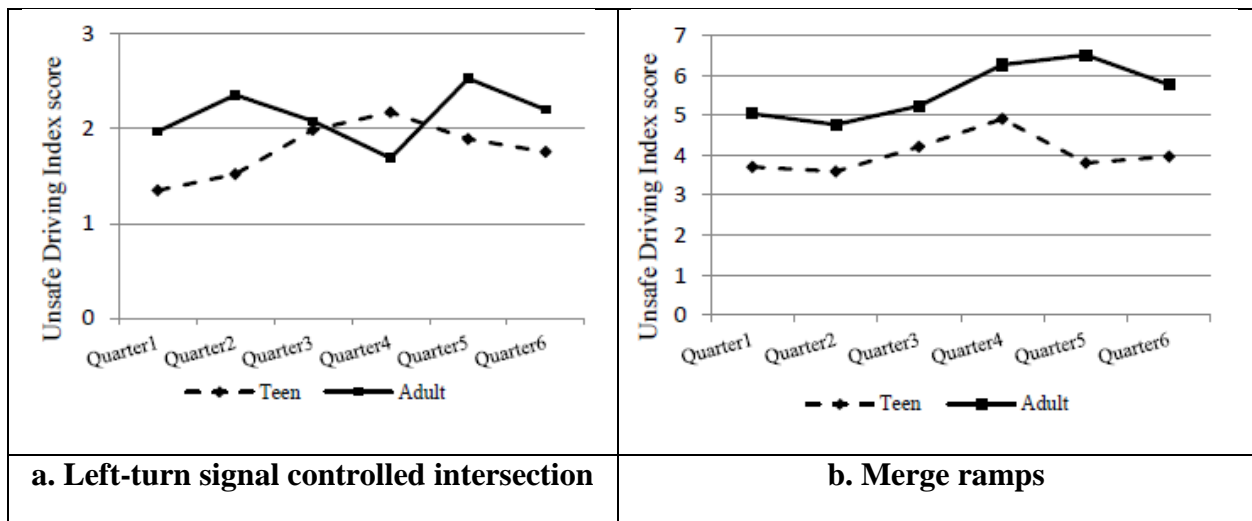 3
2
1
0
Unsafe Driving Index score
Quarter1
Quarter2
Quarter3
Quarter4
Quarter5
Quarter6
Teen
Adult
a. Left-turn signal controlled intersection
7
6
5
4
3
2
1
0
Unsafe Driving Index score
Quarter1
Quarter2
Quarter3
Quarter4
Quarter5
Quarter6
Teen
Adult
b. Merge ramps